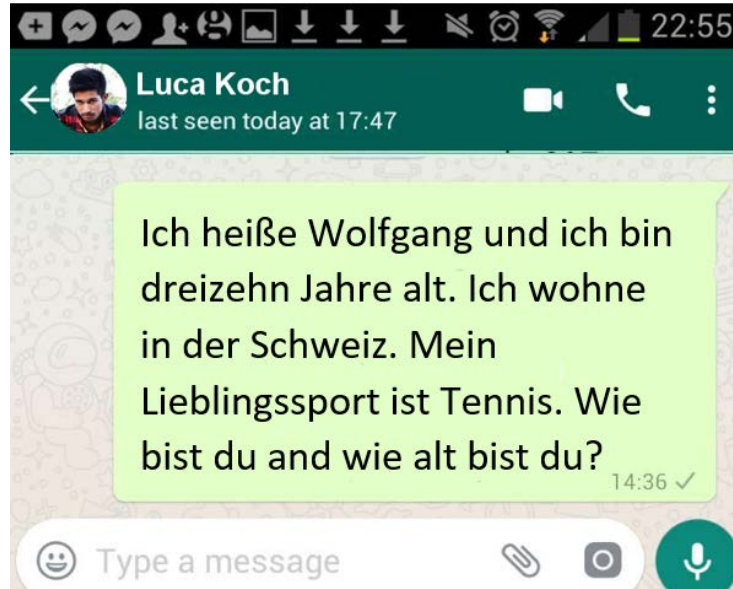 22:55
Luca Koch
last seen today at 17:47
Ich heiße Wolfgang und ich bin
dreizehn Jahre alt. Ich wohne
in der Schweiz. Mein
Lieblingssport ist Tennis. Wie
bist du and wie alt bist du?
14:36
Type a message